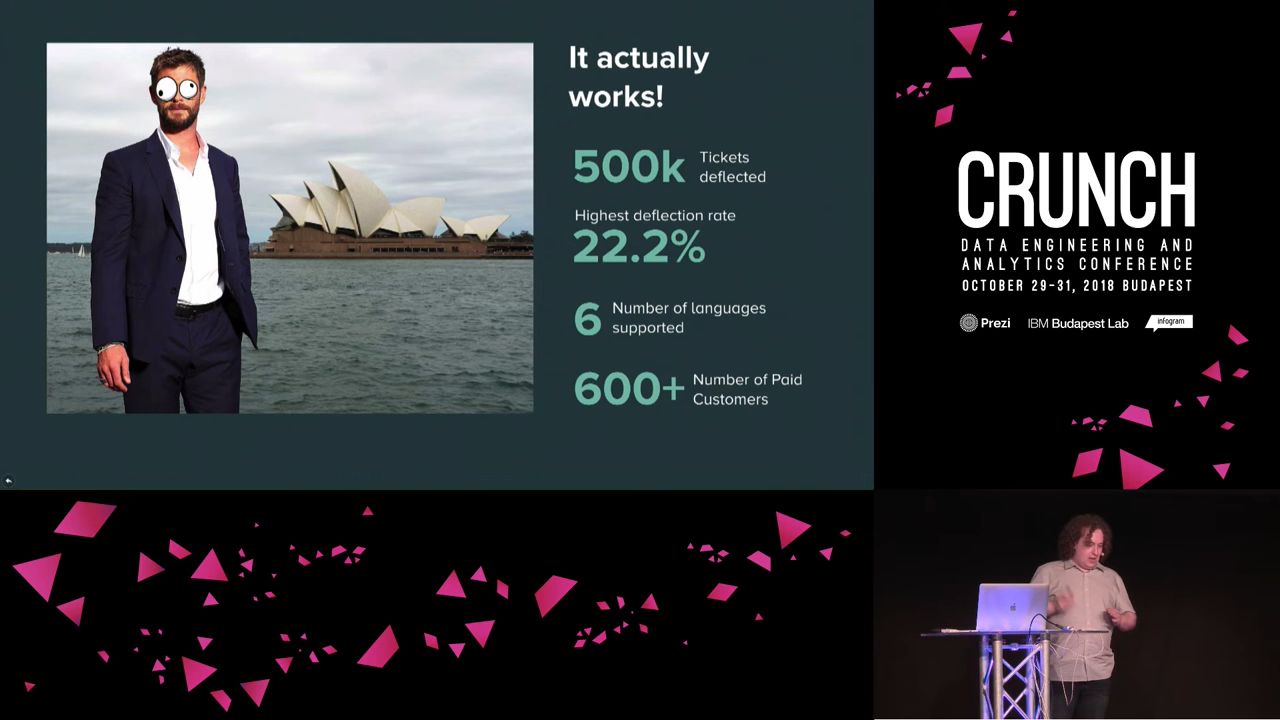 It actually
works!
500k Tickets
deflected
Highest deflection rate
22.2%
6 Number of languages
supported
600+ Number of Paid
Customers
CRUNCH
DATA ENGINEERING AND
ANALYTICS CONFERENCE
OCTOBER 29-31, 2018 BUDAPEST
Prezi IBM Budapest Lab infogram